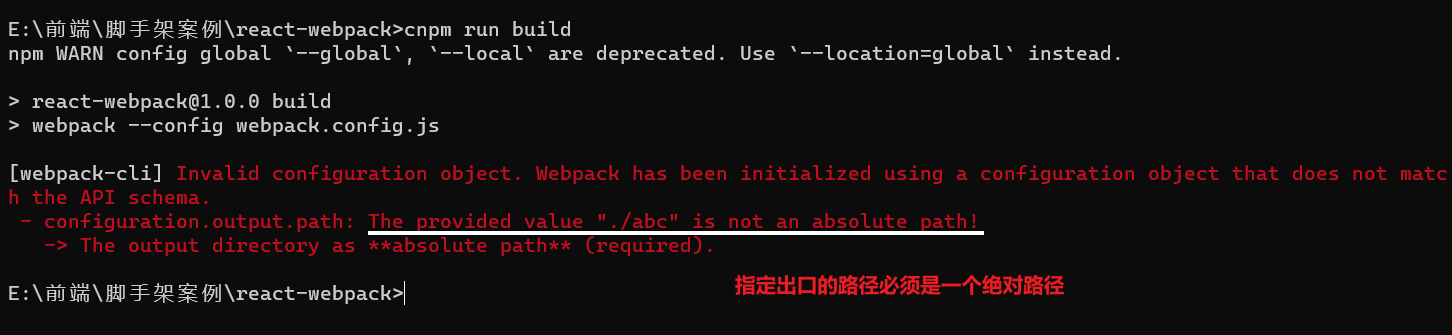 E:\前端\脚手架案例\react-webpack>cnpm run build
npm WARN config global `--global`, `--local` are deprecated. Use `--location=global` instead.
> react-webpack@1.0.0 build
> webpack --config webpack.config.js
[webpack-cli] Invalid configuration object. Webpack has been initialized using a configuration object that does not matc
h the API schema.
 - configuration.output.path: The provided value "./abc" is not an absolute path!
   -> The output directory as **absolute path** (required).
指定出口的路径必须是一个绝对路径
E:\前端\脚手架案例\react-webpack>